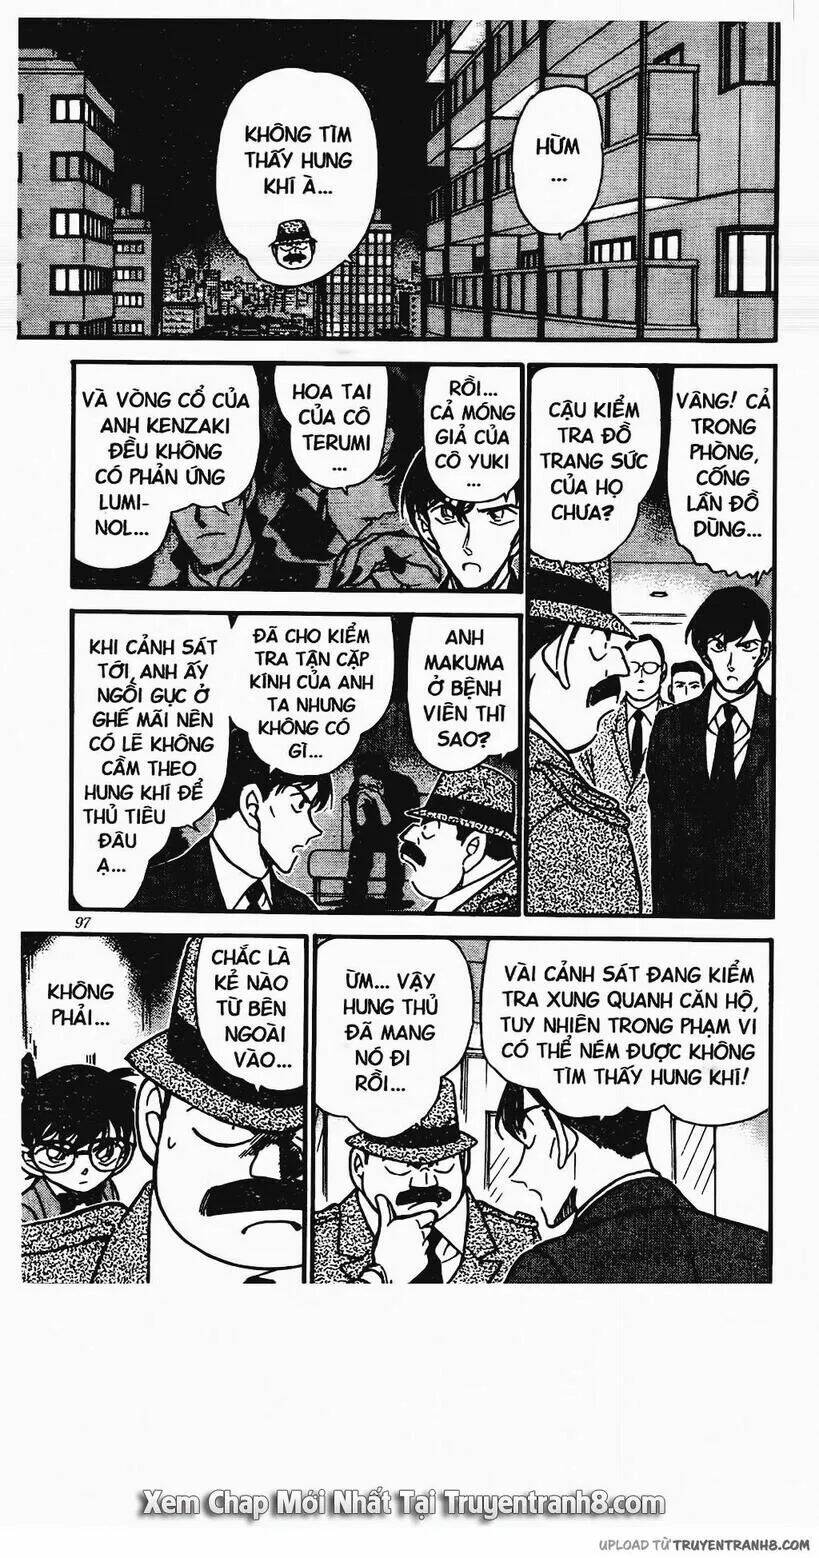 HỪM
...
KHÔNG TÌM
THẤY HUNG
KHÍ À...
VÂNG! CẢ
TRONG
PHÒNG,
CỐNG
LẪN ĐỒ
DÙNG...
CẬU KIỂM
TRA ĐỒ
TRANG SỨC
CỦA HỌ
CHƯA?
RỒI...
CẢ MÓNG
GIẢ CỦA
CÔ YUKI
...
HOA TAI
CỦA CÔ
TERUMI
...
VÀ VÒNG CỔ CỦA
ANH KENZAKI
ĐỀU KHÔNG
CÓ PHẢN ỨNG
LUMI-
NOL...
ANH
MAKUMA
Ở BỆNH
VIÊN THÌ
SAO?
ĐÃ CHO KIỂM
TRA TẬN CẶP
KÍNH CỦA ANH
TA NHƯNG
KHÔNG CÓ
GÌ...
KHI CẢNH SÁT
TỚI, ANH ẤY
NGỒI GỤC Ở
GHẾ MÃI NÊN
CÓ LẼ KHÔNG
CẦM THEO
HUNG KHÍ ĐỂ
THỦ TIÊU
ĐÂU
Ạ...
97
VÀI CẢNH SÁT ĐANG KIỂM
TRA XUNG QUANH CĂN HỘ,
TUY NHIÊN TRONG PHẠM VI
CÓ THỂ NÉM ĐƯỢC KHÔNG
TÌM THẤY HUNG KHÍ!
ỪM... VẬY
HUNG THỦ
ĐÃ MANG
NÓ ĐI
RỒI...
CHẮC LÀ
KẺ NÀO
TỪ BÊN
NGOÀI
VÀO...
KHÔNG
PHẢI...
Xem Chap Mới Nhất Tại Truyentranh8.com
UPLOAD TỪ TRUYENTRANH8.COM